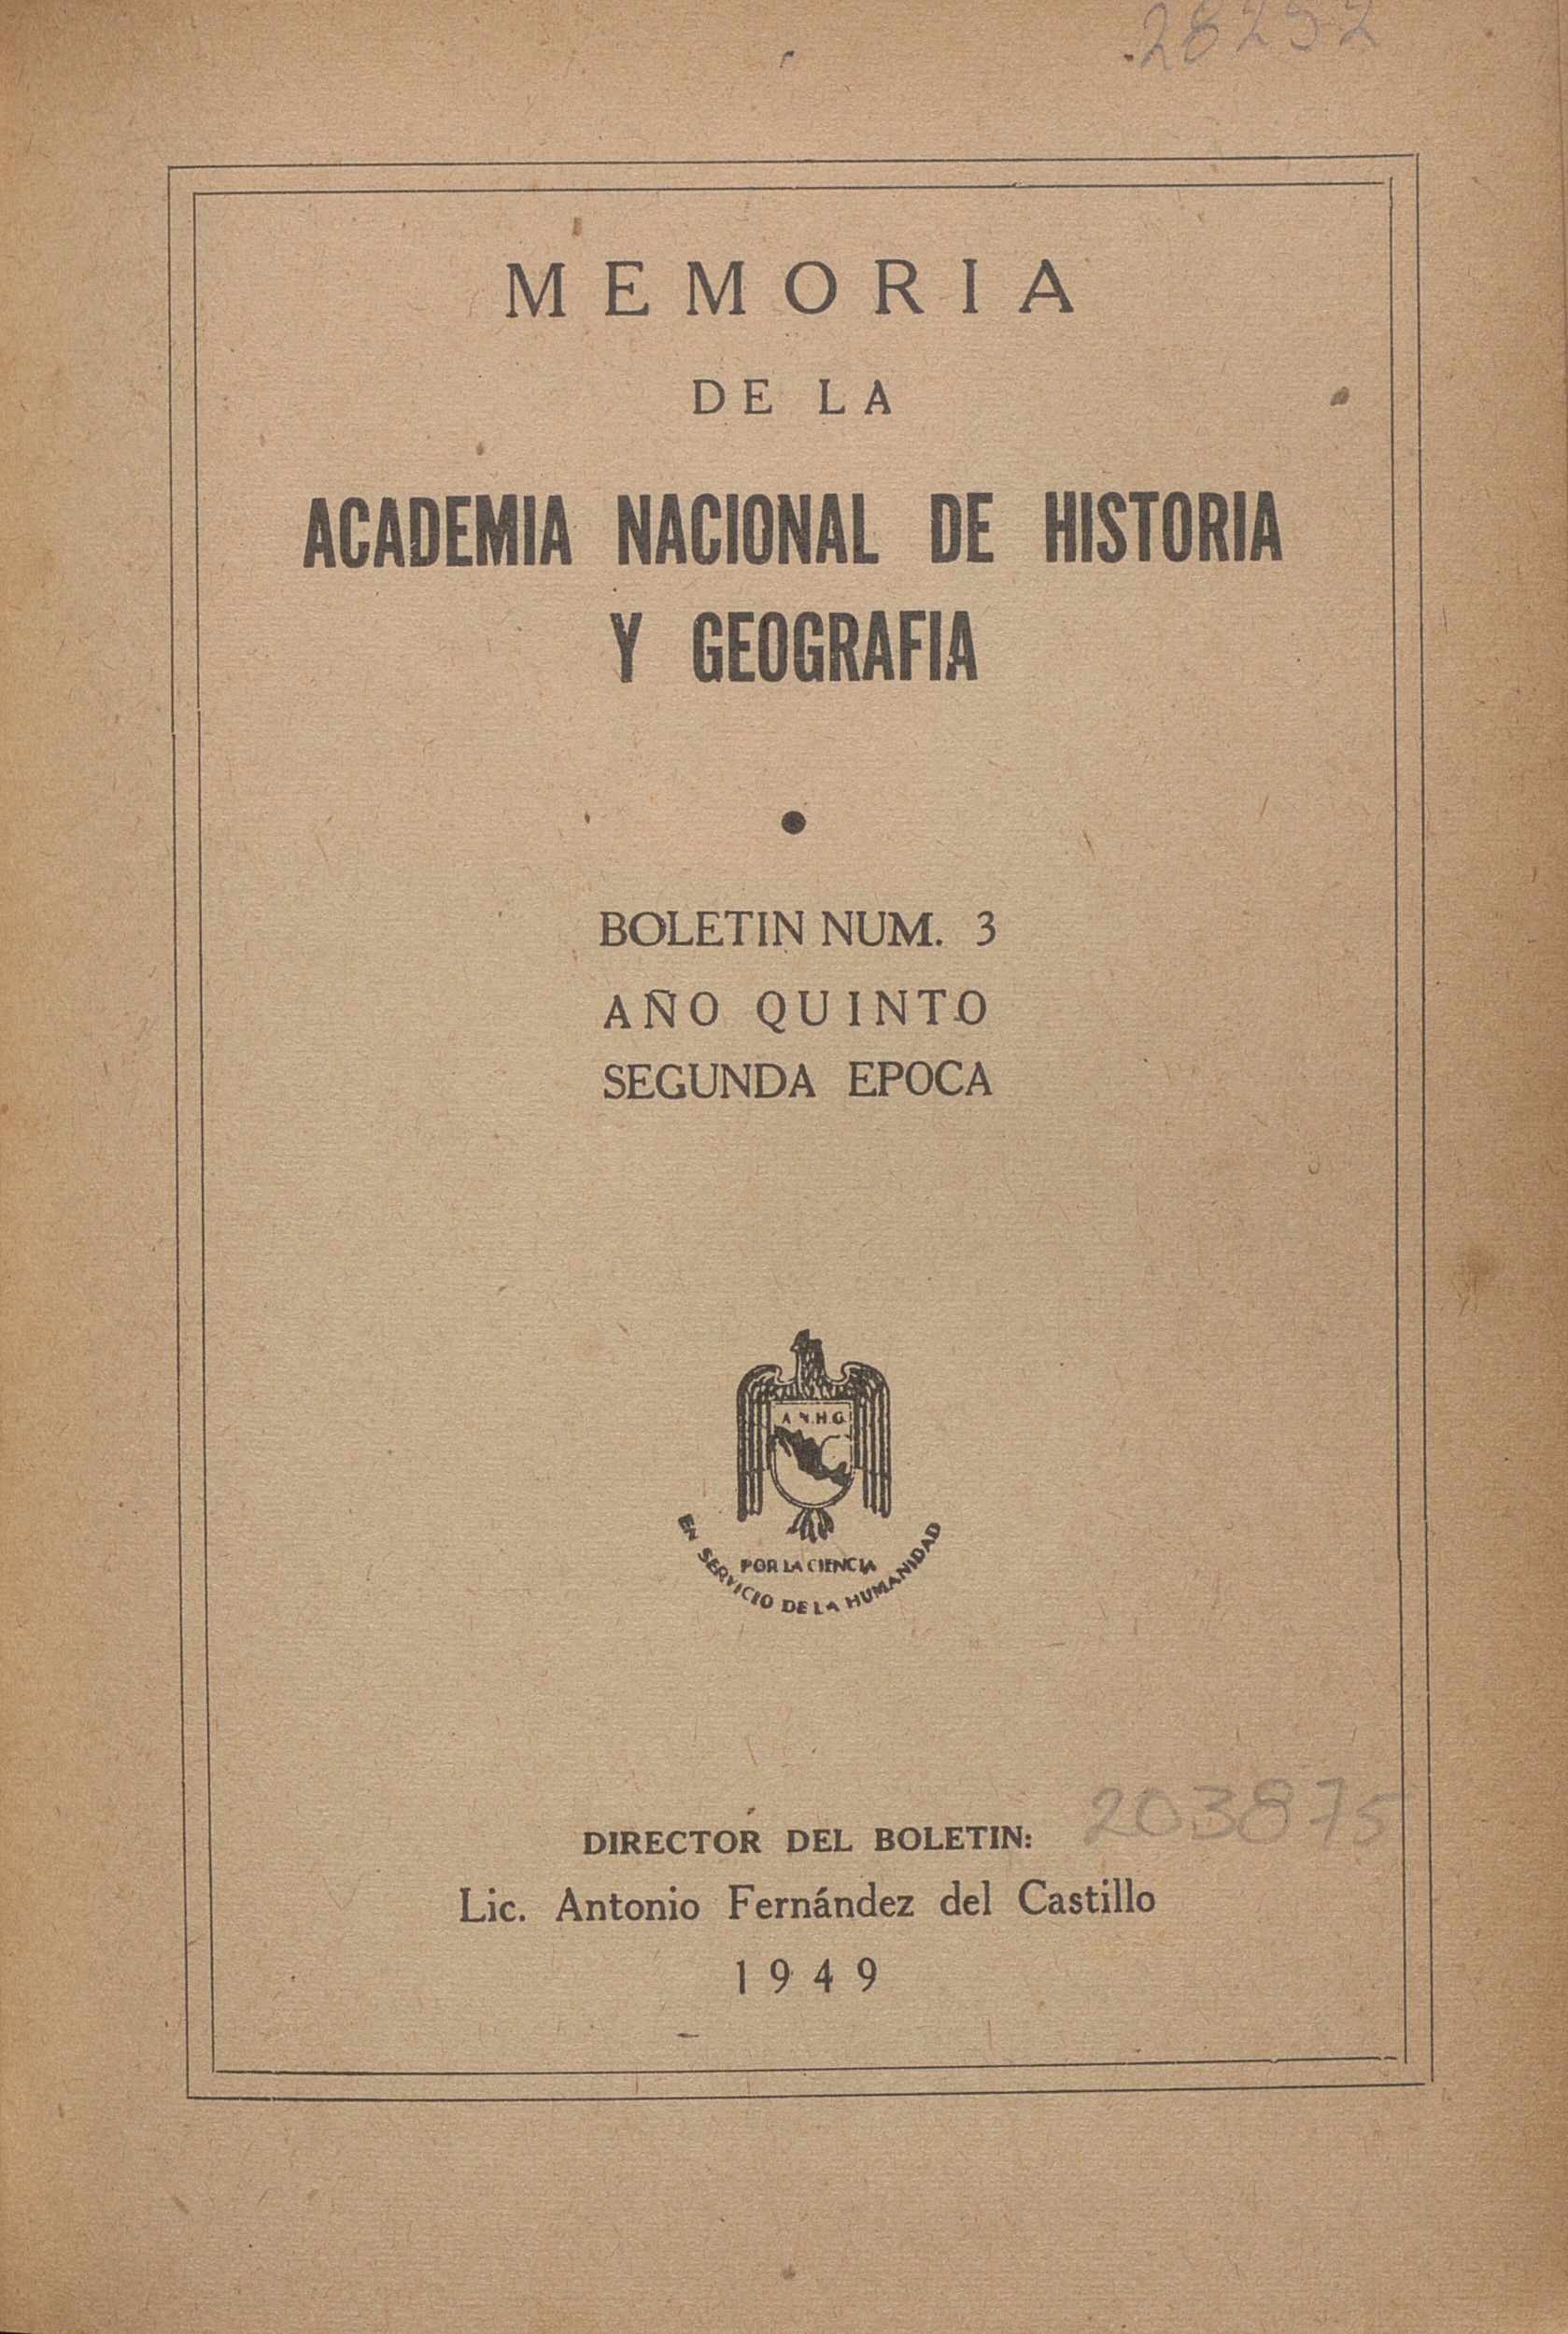 28252
MEMORIA
DE LA
ACADEMIA NACIONAL DE HISTORIA
Y GEOGRAFIA
BOLETIN NUM. 3
AÑO QUINTO
SEGUNDA EPOCA
A.N.H.G.
POR LA CIENCIA
EN SERVICIO DE LA HUMANIDAD
203875
DIRECTOR DEL BOLETIN:
Lic. Antonio Fernández del Castillo
1949